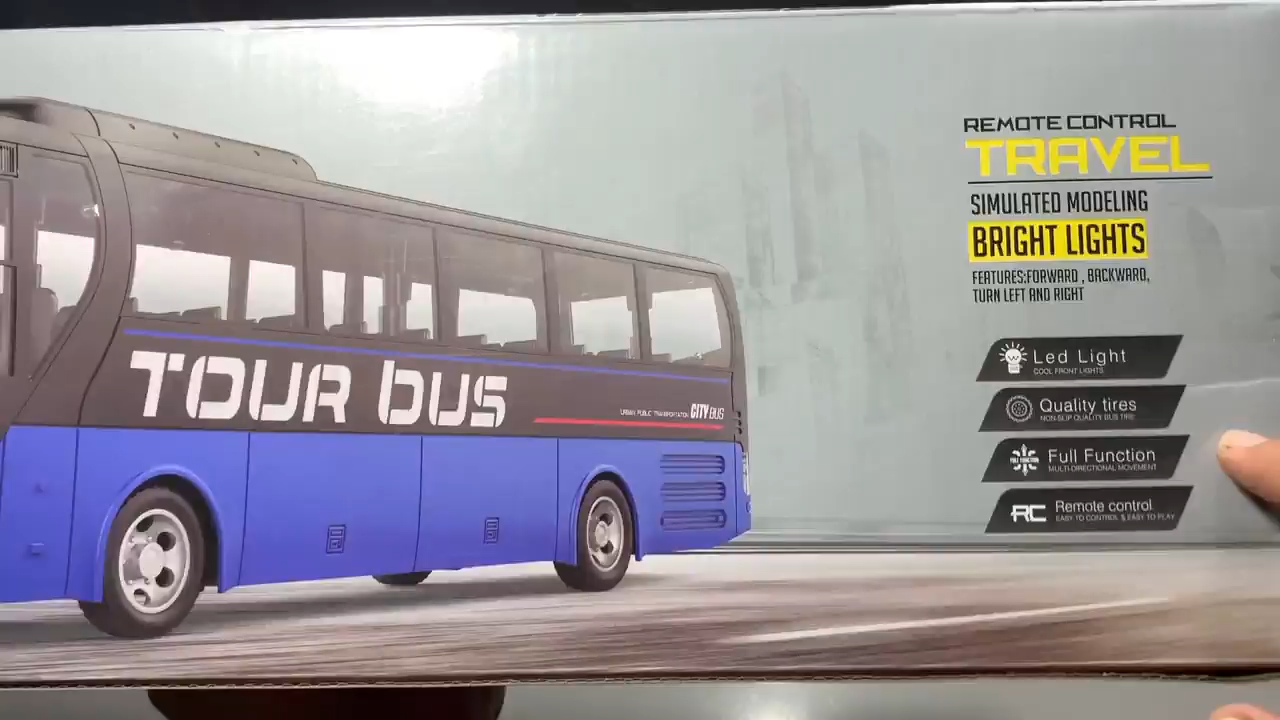 REMOTE CONTROL
TRAVEL
SIMULATED MODELING
BRIGHT LIGHTS
FEATURES:FORWARD , BACKWARD,
TURN LEFT AND RIGHT
Led Light
COOL FRONT LIGHTS
Quality tires
NON-SLIP QUALITY BUS TIRE
FULL FUNCTION
Full Function
MULTI-DIRECTIONAL MOVEMENT
RC
Remote control
EASY TO CONTROL & EASY TO PLAY
TOUR BUS
URBAN PUBLIC TRANSPORTATION CITY BUS